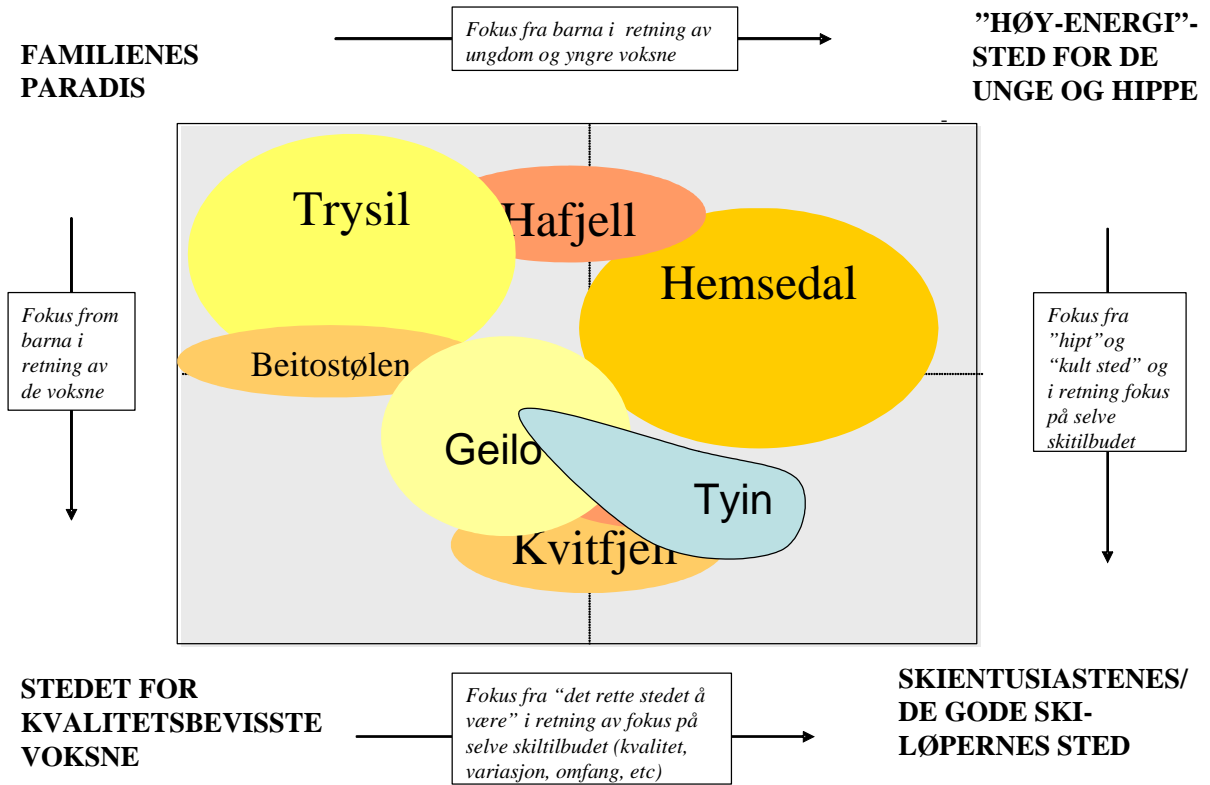 FAMILIENES
PARADIS
Fokus fra barna i retning av
ungdom og yngre voksne
”HØY-ENERGI”-
STED FOR DE
UNGE OG HIPPE
Trysil
Hafjell
Hemsedal
Beitostølen
Geilo
Tyin
Kvitfjell
Fokus from
barna i
retning av
de voksne
Fokus fra
”hipt”og
“kult sted” og
i retning fokus
på selve
skitilbudet
STEDET FOR
KVALITETSBEVISSTE
VOKSNE
Fokus fra “det rette stedet å
være” i retning av fokus på
selve skiltilbudet (kvalitet,
variasjon, omfang, etc)
SKIENTUSIASTENES/
DE GODE SKI-
LØPERNES STED